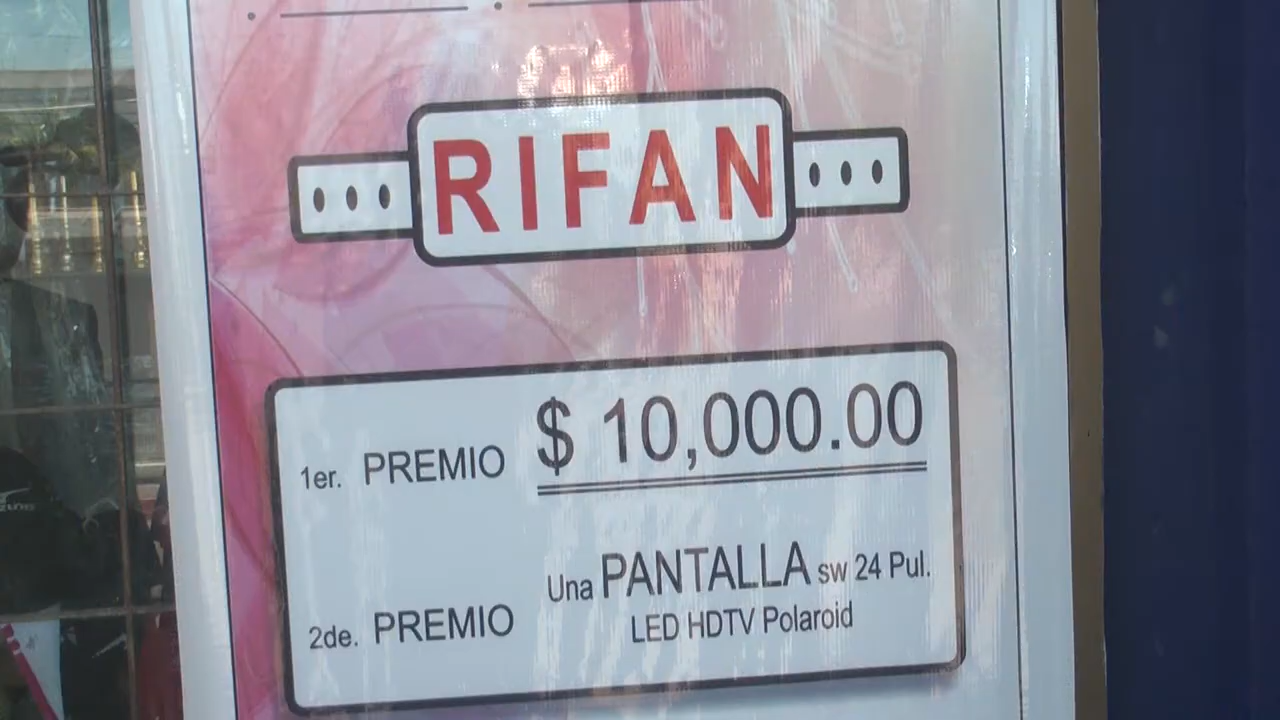 RIFAN
1er. PREMIO $ 10,000.00
Una PANTALLA sw 24 Pul.
2de. PREMIO LED HDTV Polaroid